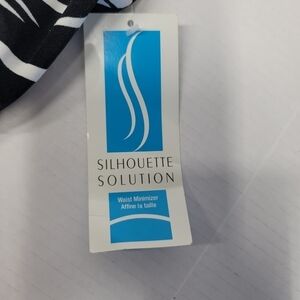 SILHOUETTE
SOLUTION
Waist Minimizer
Affine la taille